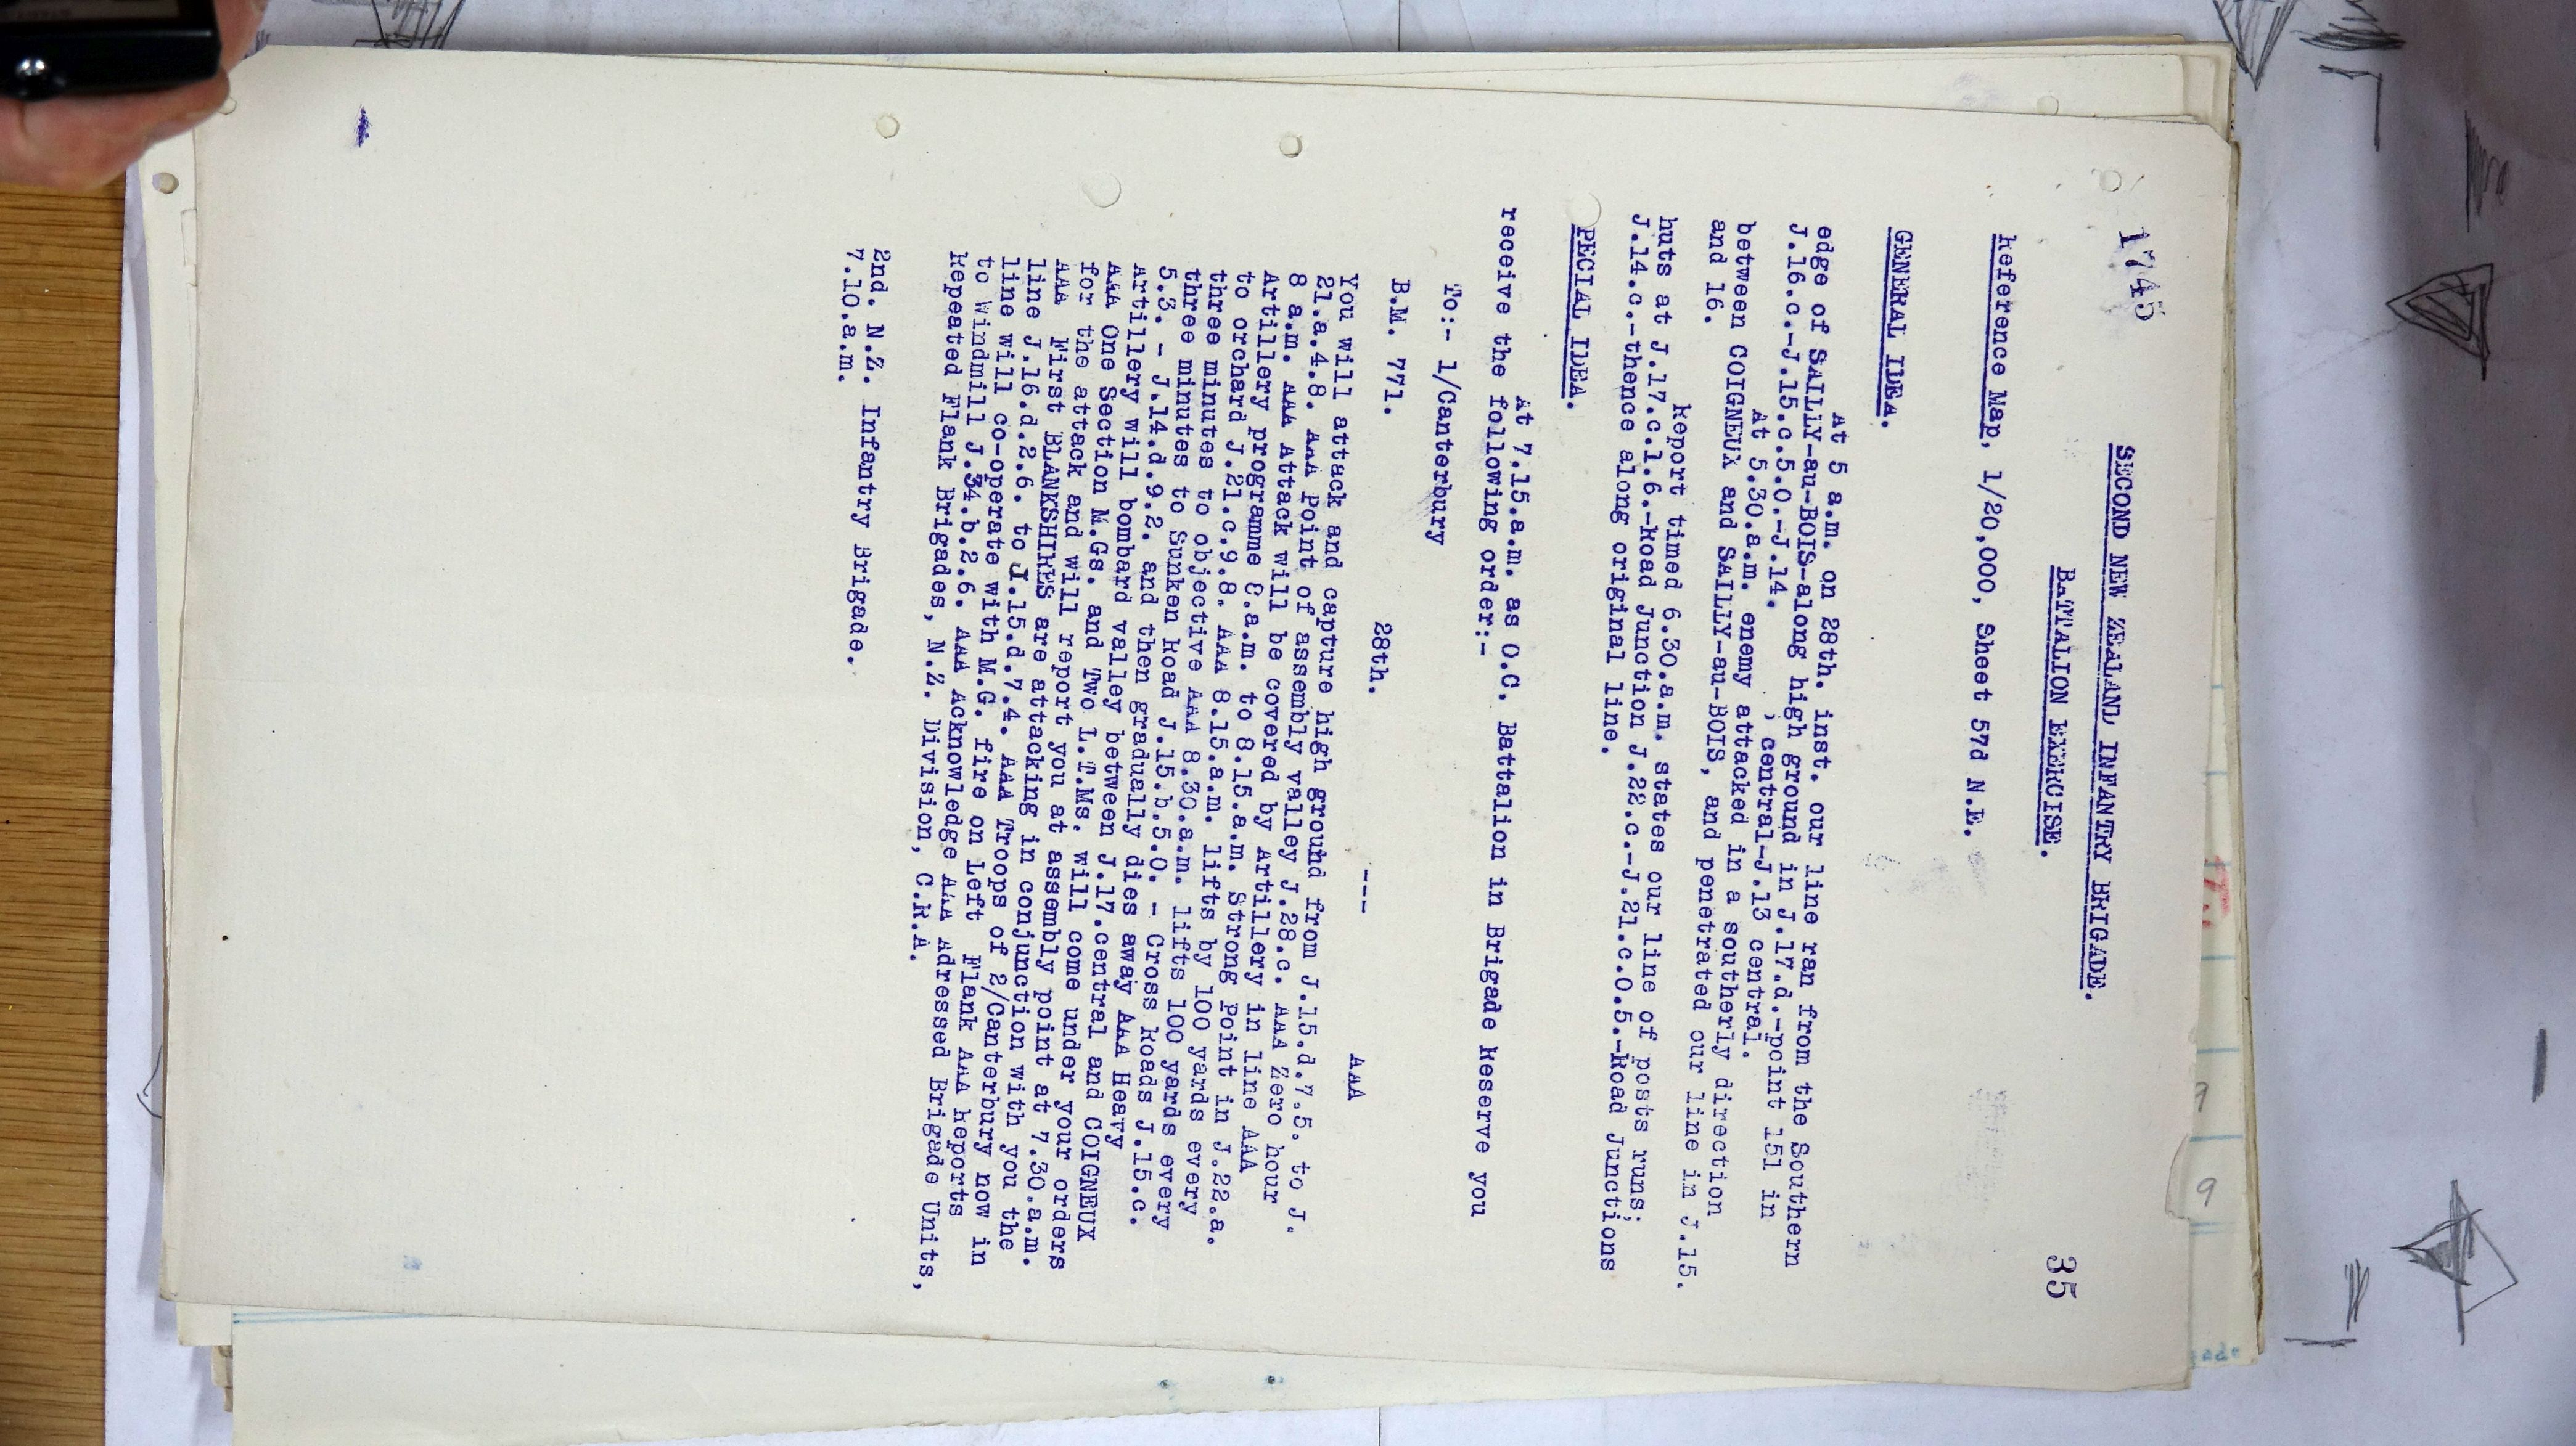 1745
35
SECOND NEW ZEALAND INFANTRY BRIGADE.
BATTALION EXERCISE.
Reference Map, 1/20,000, Sheet 57d N.E.
GENERAL IDEA.
At 5 a.m. on 28th. inst. our line ran from the Southern
edge of SAILLY-au-BOIS-along high ground in J.17.d.-point 151 in
J.16.c.-J.15.c.5.0.-J.14. central-J.13 central.
At 5.30.a.m. enemy attacked in a southerly direction
between COIGNEUX and SAILLY-au-BOIS, and penetrated our line in J.15.
and 16.
Report timed 6.30.a.m. states our line of posts runs;
huts at J.17.c.1.6.-Road Junction J.22.c.-J.21.c.0.5.-Road Junctions
J.14.c.-thence along original line.
PECIAL IDEA.
At 7.15.a.m. as O.C. Battalion in Brigade Reserve you
receive the following order:-
To:- 1/Canterbury
B.M. 771. 28th. --- AAA
You will attack and capture high ground from J.15.d.7.5. to J.
21.a.4.8. AAA Point of assembly valley J.28.c. AAA Zero hour
8 a.m. AAA Attack will be covered by Artillery in line AAA
Artillery programe 8.a.m. to 8.15.a.m. Strong Point in J.22.a.
to orchard J.21.c.9.8. AAA 8.15.a.m. lifts by 100 yards every
three minutes to objective AAA 8.30.a.m. lifts 100 yards every
three minutes to Sunken Road J.15.b.5.0. - Cross Roads J.15.c.
5.3. - J.14.d.9.2. and then gradually dies away AAA Heavy
Artillery will bombard valley between J.17.central and COIGNEUX
AAA One Section M.Gs. and Two L.T.Ms. will come under your orders
for the attack and will report you at assembly point at 7.30.a.m.
AAA First BLANKSHIRES are attacking in conjunction with you the
line J.16.d.2.6. to J.15.d.7.4. AAA Troops of 2/Canterbury now in
line will co-operate with M.G. fire on Left Flank AAA Reports
to Windmill J.34.b.2.6. AAA Acknowledge AAA Adressed Brigade Units,
Repeated Flank Brigades, N.Z. Division, C.R.A.
2nd. N.Z. Infantry Brigade.
7.10.a.m.
9